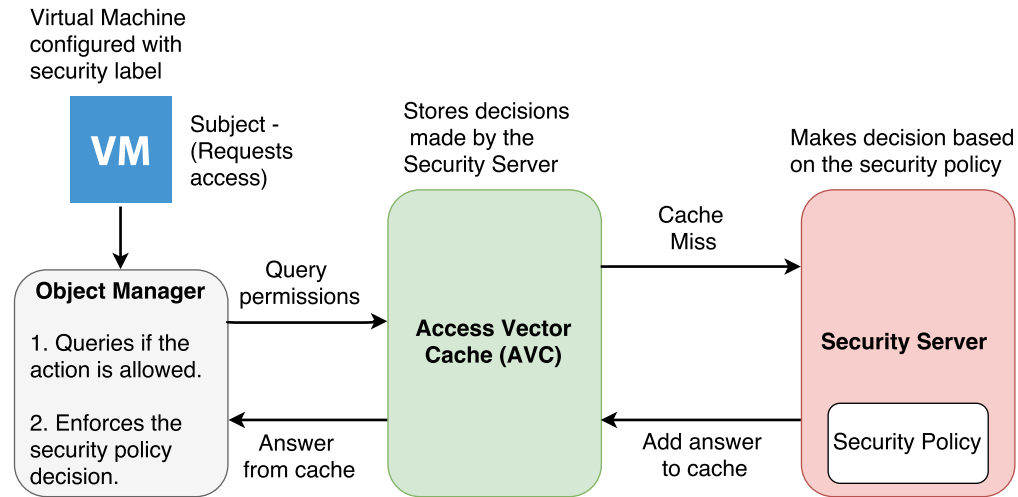 Virtual Machine
configured with
security label
VM
Subject -
(Requests
access)
Stores decisions
made by the
Security Server
Makes decision based
on the security policy
Object Manager
1. Queries if the
action is allowed.
2. Enforces the
security policy
decision.
Query
permissions
Answer
from cache
Access Vector
Cache (AVC)
Cache
Miss
Add answer
to cache
Security Server
Security Policy